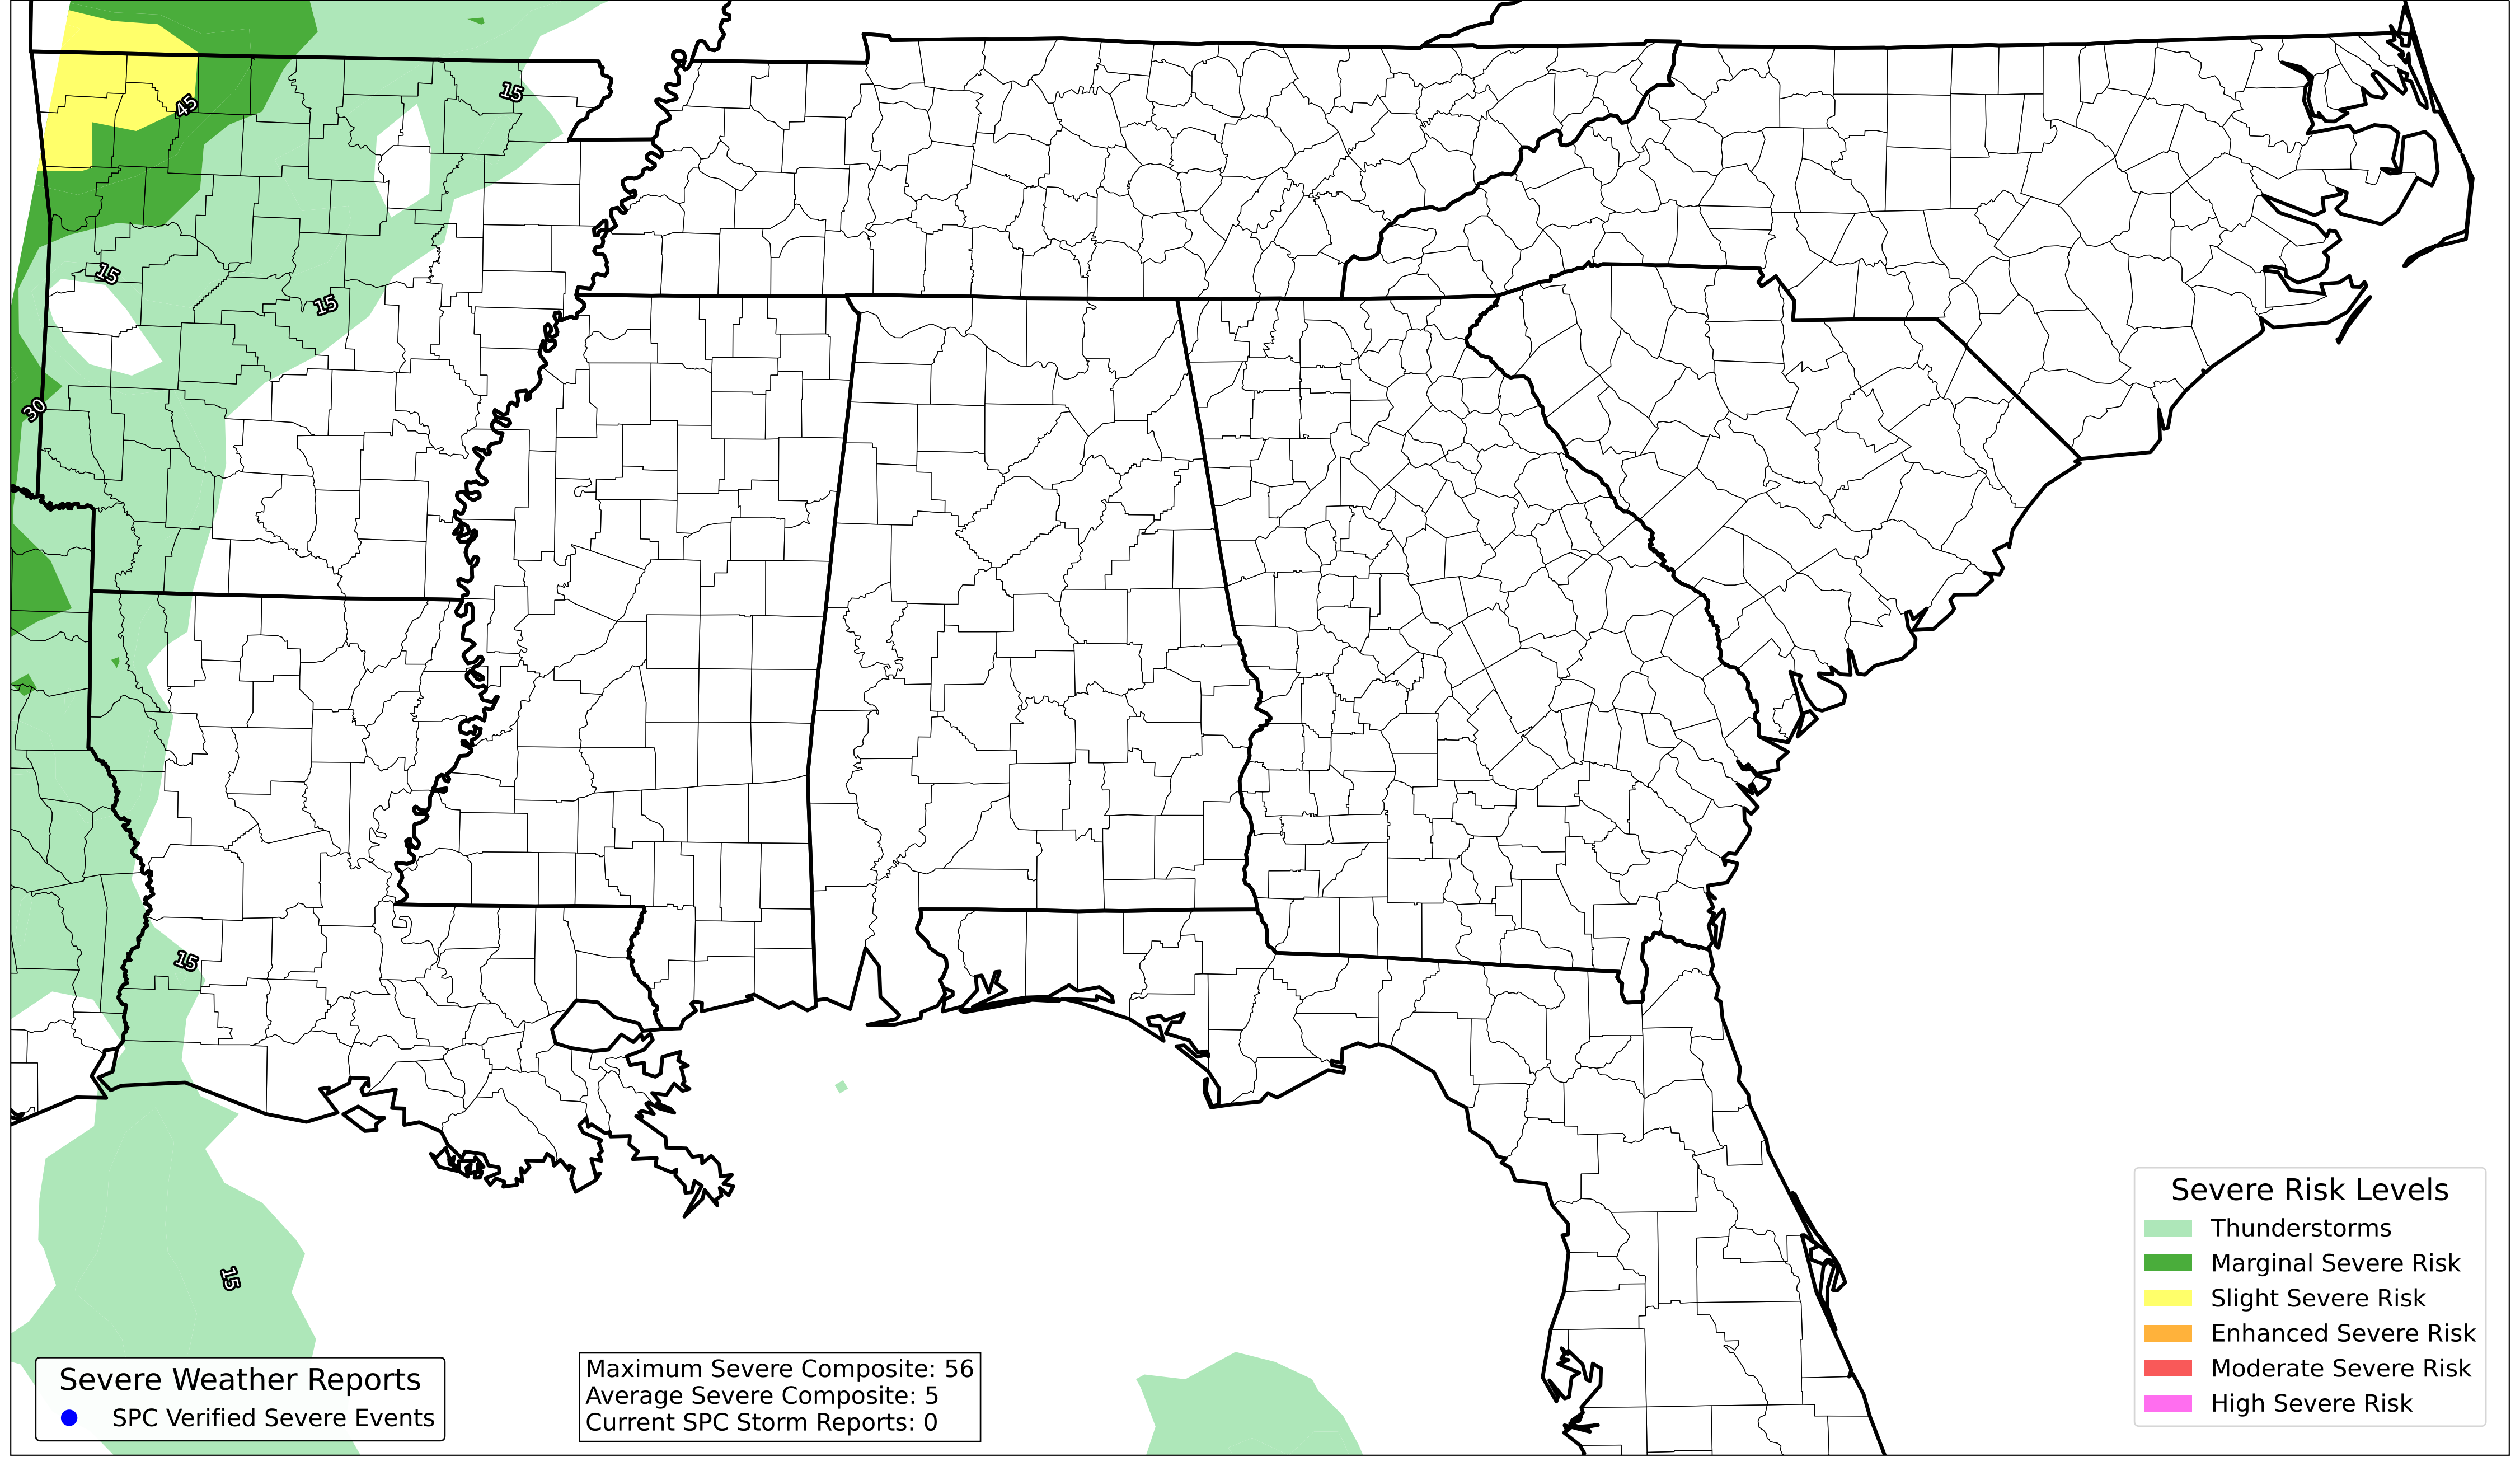 15
45
15
15
30
15
15
Severe Risk Levels
Thunderstorms
Marginal Severe Risk
Slight Severe Risk
Enhanced Severe Risk
Moderate Severe Risk
High Severe Risk
Severe Weather Reports
SPC Verified Severe Events
Maximum Severe Composite: 56
Average Severe Composite: 5
Current SPC Storm Reports: 0